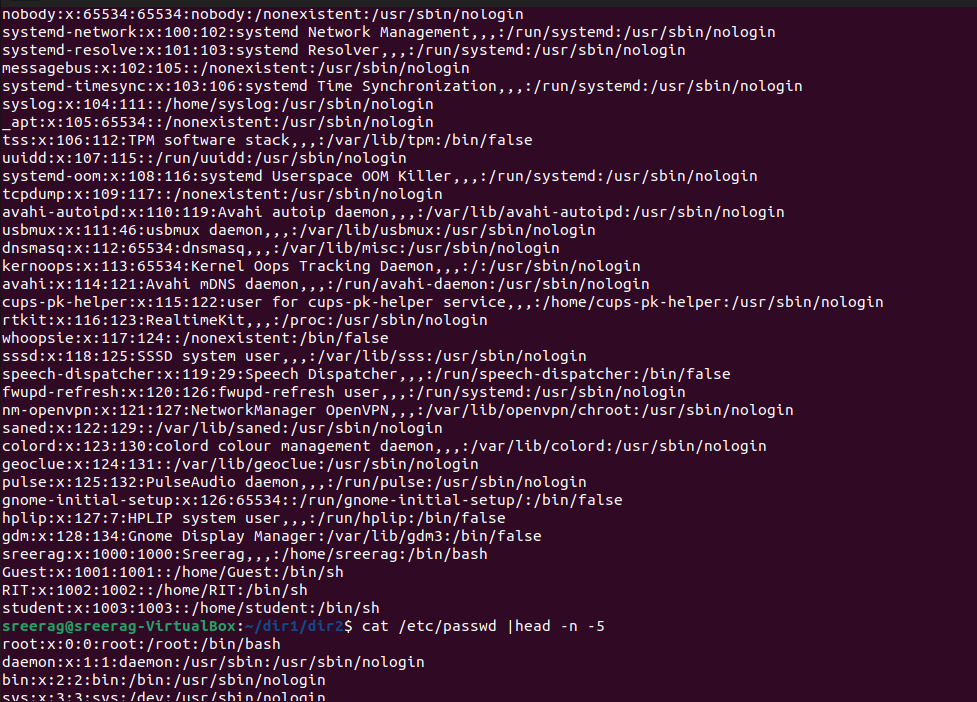 nobody:x:65534:65534:nobody:/nonexistent:/usr/sbin/nologin
systemd-network:x:100:102:systemd Network Management,,,:/run/systemd:/usr/sbin/nologin
systemd-resolve:x:101:103:systemd Resolver,,,:/run/systemd:/usr/sbin/nologin
messagebus:x:102:105::/nonexistent:/usr/sbin/nologin
systemd-timesync:x:103:106:systemd Time Synchronization,,,:/run/systemd:/usr/sbin/nologin
syslog:x:104:111::/home/syslog:/usr/sbin/nologin
_apt:x:105:65534::/nonexistent:/usr/sbin/nologin
tss:x:106:112:TPM software stack,,,:/var/lib/tpm:/bin/false
uuidd:x:107:115::/run/uuidd:/usr/sbin/nologin
systemd-oom:x:108:116:systemd Userspace OOM Killer,,,:/run/systemd:/usr/sbin/nologin
tcpdump:x:109:117::/nonexistent:/usr/sbin/nologin
avahi-autoipd:x:110:119:Avahi autoip daemon,,,:/var/lib/avahi-autoipd:/usr/sbin/nologin
usbmux:x:111:46:usbmux daemon,,,:/var/lib/usbmux:/usr/sbin/nologin
dnsmasq:x:112:65534:dnsmasq,,,:/var/lib/misc:/usr/sbin/nologin
kernoops:x:113:65534:Kernel Oops Tracking Daemon,,,:/:/usr/sbin/nologin
avahi:x:114:121:Avahi mDNS daemon,,,:/run/avahi-daemon:/usr/sbin/nologin
cups-pk-helper:x:115:122:user for cups-pk-helper service,,,:/home/cups-pk-helper:/usr/sbin/nologin
rtkit:x:116:123:RealtimeKit,,,:/proc:/usr/sbin/nologin
whoopsie:x:117:124::/nonexistent:/bin/false
sssd:x:118:125:SSSD system user,,,:/var/lib/sss:/usr/sbin/nologin
speech-dispatcher:x:119:29:Speech Dispatcher,,,:/run/speech-dispatcher:/bin/false
fwupd-refresh:x:120:126:fwupd-refresh user,,,:/run/systemd:/usr/sbin/nologin
nm-openvpn:x:121:127:NetworkManager OpenVPN,,,:/var/lib/openvpn/chroot:/usr/sbin/nologin
saned:x:122:129::/var/lib/saned:/usr/sbin/nologin
colord:x:123:130:colord colour management daemon,,,:/var/lib/colord:/usr/sbin/nologin
geoclue:x:124:131::/var/lib/geoclue:/usr/sbin/nologin
pulse:x:125:132:PulseAudio daemon,,,:/run/pulse:/usr/sbin/nologin
gnome-initial-setup:x:126:65534::/run/gnome-initial-setup/:/bin/false
hplip:x:127:7:HPLIP system user,,,:/run/hplip:/bin/false
gdm:x:128:134:Gnome Display Manager:/var/lib/gdm3:/bin/false
sreerag:x:1000:1000:Sreerag,,,:/home/sreerag:/bin/bash
Guest:x:1001:1001::/home/Guest:/bin/sh
RIT:x:1002:1002::/home/RIT:/bin/sh
student:x:1003:1003::/home/student:/bin/sh
sreerag@sreerag-VirtualBox:~/dir1/dir2$ cat /etc/passwd |head -n -5
root:x:0:0:root:/root:/bin/bash
daemon:x:1:1:daemon:/usr/sbin:/usr/sbin/nologin
bin:x:2:2:bin:/bin:/usr/sbin/nologin
sys:x:3:3:sys:/dev:/usr/sbin/nologin